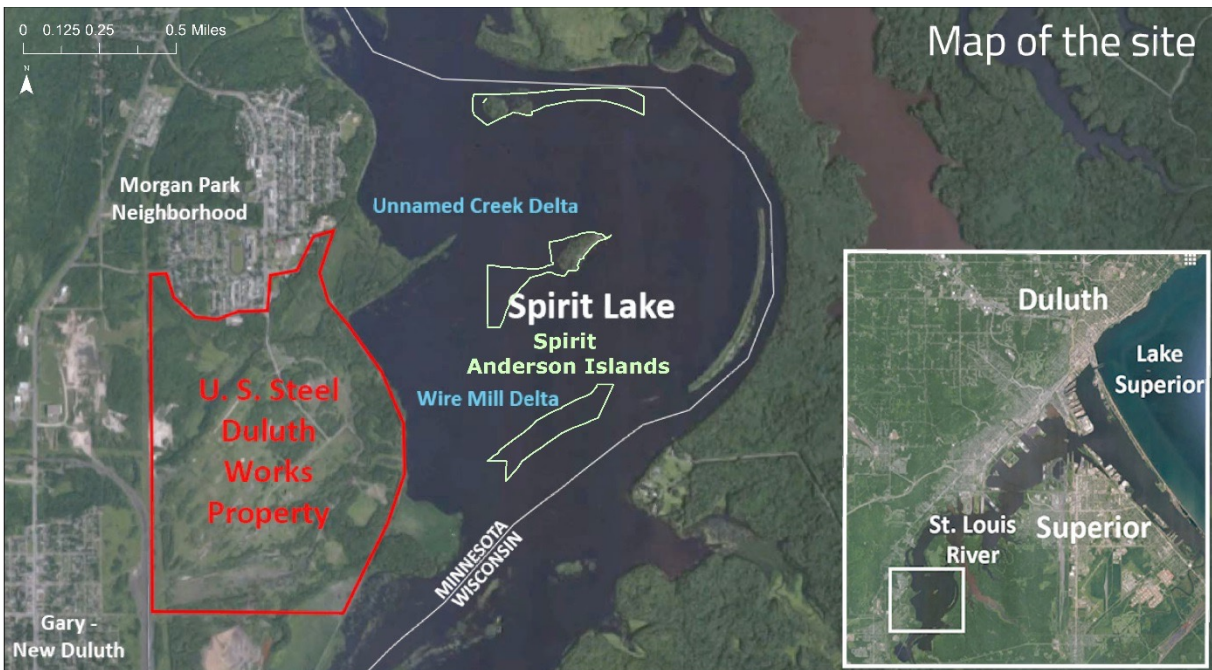 Map of the site
0 0.125 0.25 0.5 Miles
N
Morgan Park
Neighborhood
Unnamed Creek Delta
Spirit Lake
Spirit
Anderson Islands
Wire Mill Delta
U. S. Steel
Duluth
Works
Property
MINNESOTA
WISCONSIN
Gary -
New Duluth
Duluth
Lake
Superior
St. Louis
River
Superior